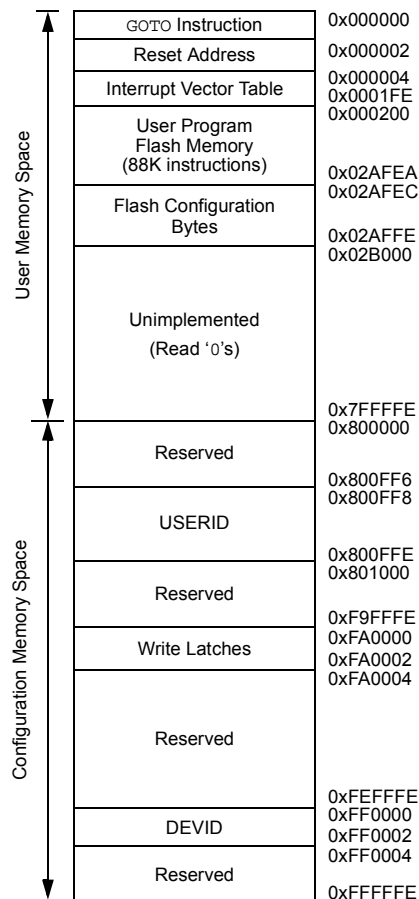 GOTO Instruction
0x000000
Reset Address
0x000002
Interrupt Vector Table
0x000004
0x0001FE
User Program
Flash Memory
(88K instructions)
0x000200
0x02AFEA
Flash Configuration
Bytes
0x02AFEC
0x02AFFE
Unimplemented
(Read ‘0’s)
0x02B000
0x7FFFFE
User Memory Space
Reserved
0x800000
0x800FF6
USERID
0x800FF8
0x800FFE
Reserved
0x801000
0xF9FFFE
Write Latches
0xFA0000
0xFA0002
Reserved
0xFA0004
0xFEFFFE
DEVID
0xFF0000
0xFF0002
Reserved
0xFF0004
0xFFFFFE
Configuration Memory Space